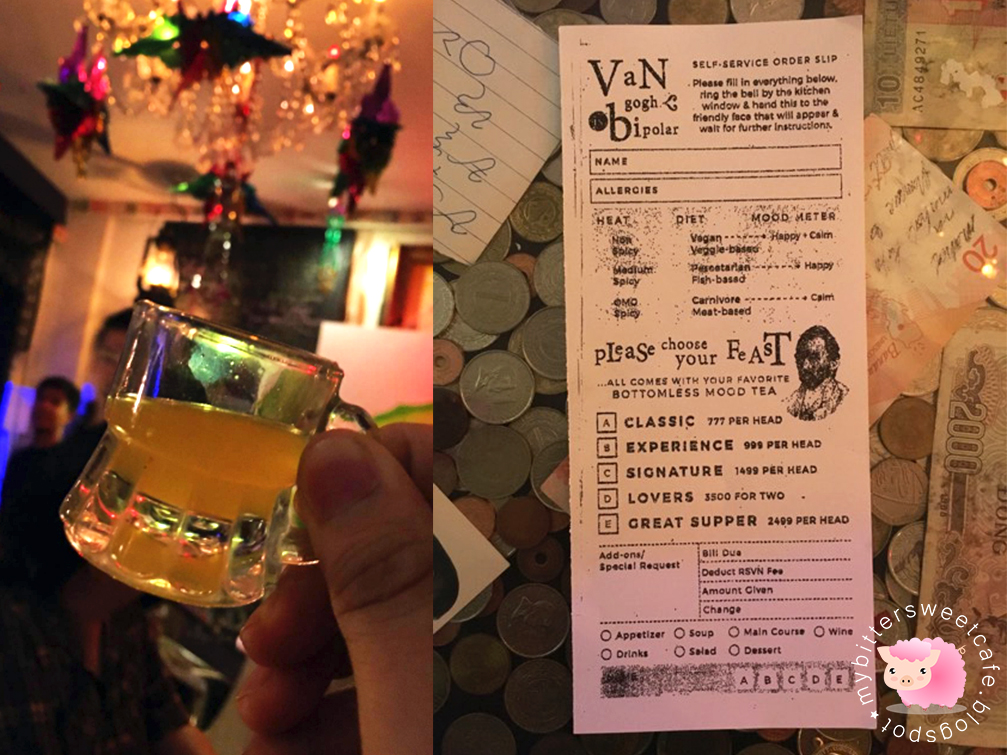 VaN
gogh
is
bipolar
SELF-SERVICE ORDER SLIP
Please fill in everything below,
ring the bell by the kitchen
window & hand this to the
friendly face that will appear &
wait for further instructions.
NAME
ALLERGIES
HEAT DIET MOOD METER
Non Spicy
Vegan Happy + Calm
Veggie-based
Medium Spicy
Pescetarian Happy
Fish-based
OMG Spicy
Carnivore Calm
Meat-based
pLeaSe choose your FeAsT
...ALL COMES WITH YOUR FAVORITE
BOTTOMLESS MOOD TEA
A CLASSIC 777 PER HEAD
B EXPERIENCE 999 PER HEAD
C SIGNATURE 1499 PER HEAD
D LOVERS 3500 FOR TWO
E GREAT SUPPER 2499 PER HEAD
Add-ons/
Special Request
Bill Due
Deduct RSVN Fee
Amount Given
Change
Appetizer Soup Main Course Wine
Drinks Salad Dessert
A B C D E
AC4849271
20
2000
mybittersweetcafe.blogspot